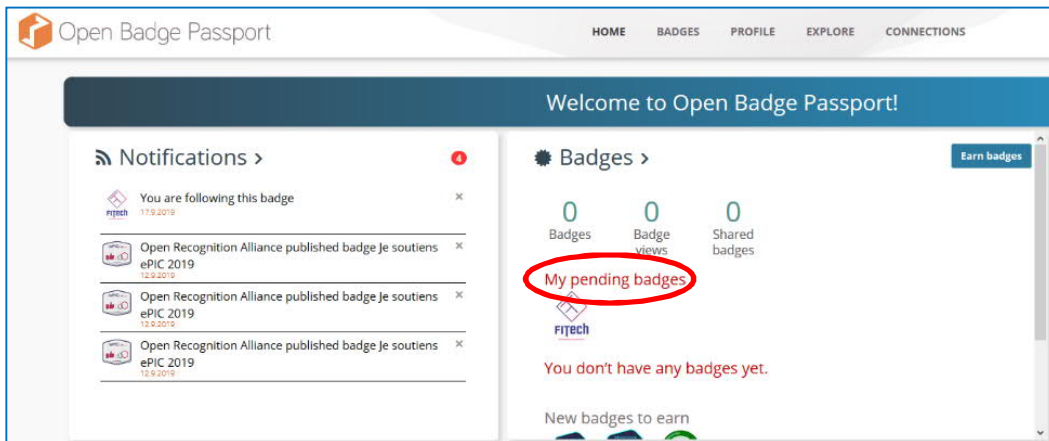 Open Badge Passport
HOME BADGES PROFILE EXPLORE CONNECTIONS
Welcome to Open Badge Passport!
Notifications >
4
FITech
You are following this badge
17.9.2019
×
Open Recognition Alliance published badge Je soutiens
ePIC 2019
12.9.2019
×
Open Recognition Alliance published badge Je soutiens
ePIC 2019
12.9.2019
×
Open Recognition Alliance published badge Je soutiens
ePIC 2019
12.9.2019
×
Badges >
Earn badges
0 0 0
Badges Badge Shared
views badges
My pending badges
FITech
You don't have any badges yet.
New badges to earn